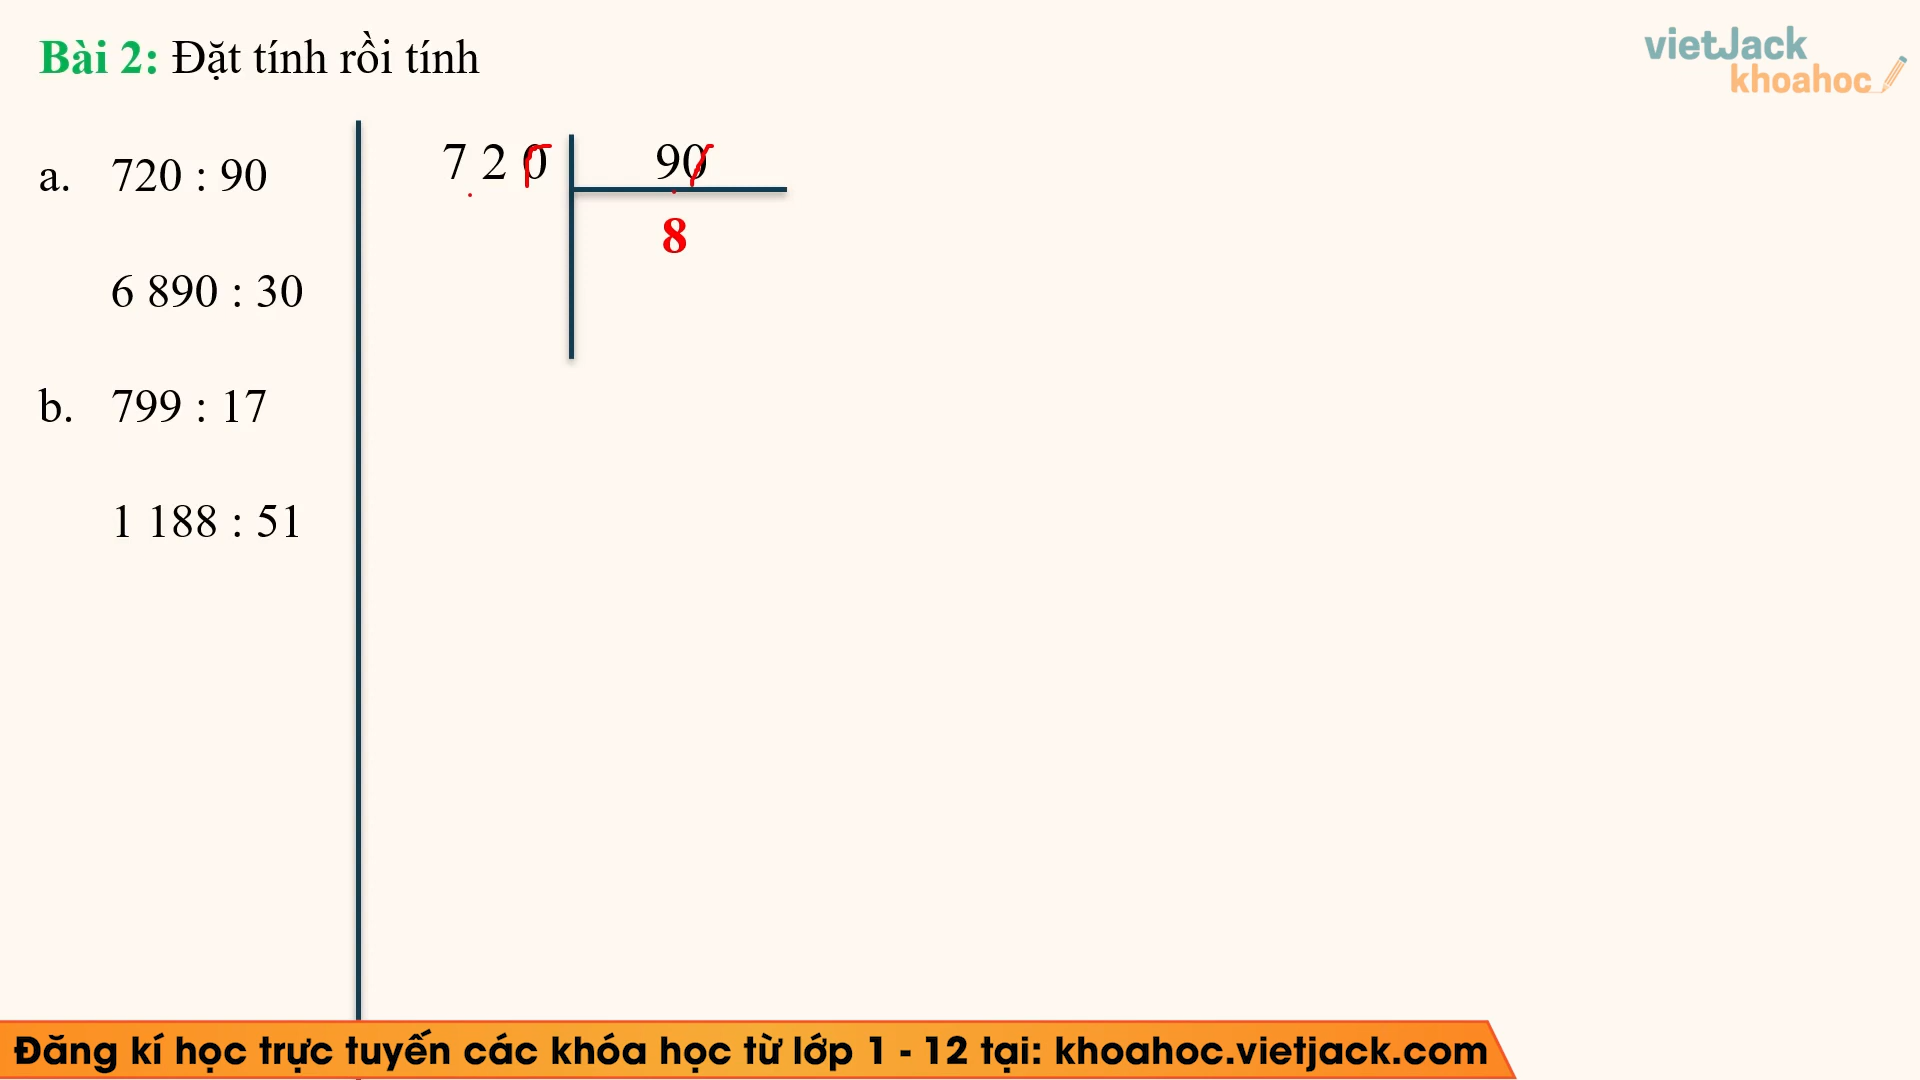 Bài 2: Đặt tính rồi tính
vietJack
khoahoc
a. 720 : 90
6 890 : 30
b. 799 : 17
1 188 : 51
7 2 0 90
8
Đăng kí học trực tuyến các khóa học từ lớp 1 - 12 tại: khoahoc.vietjack.com